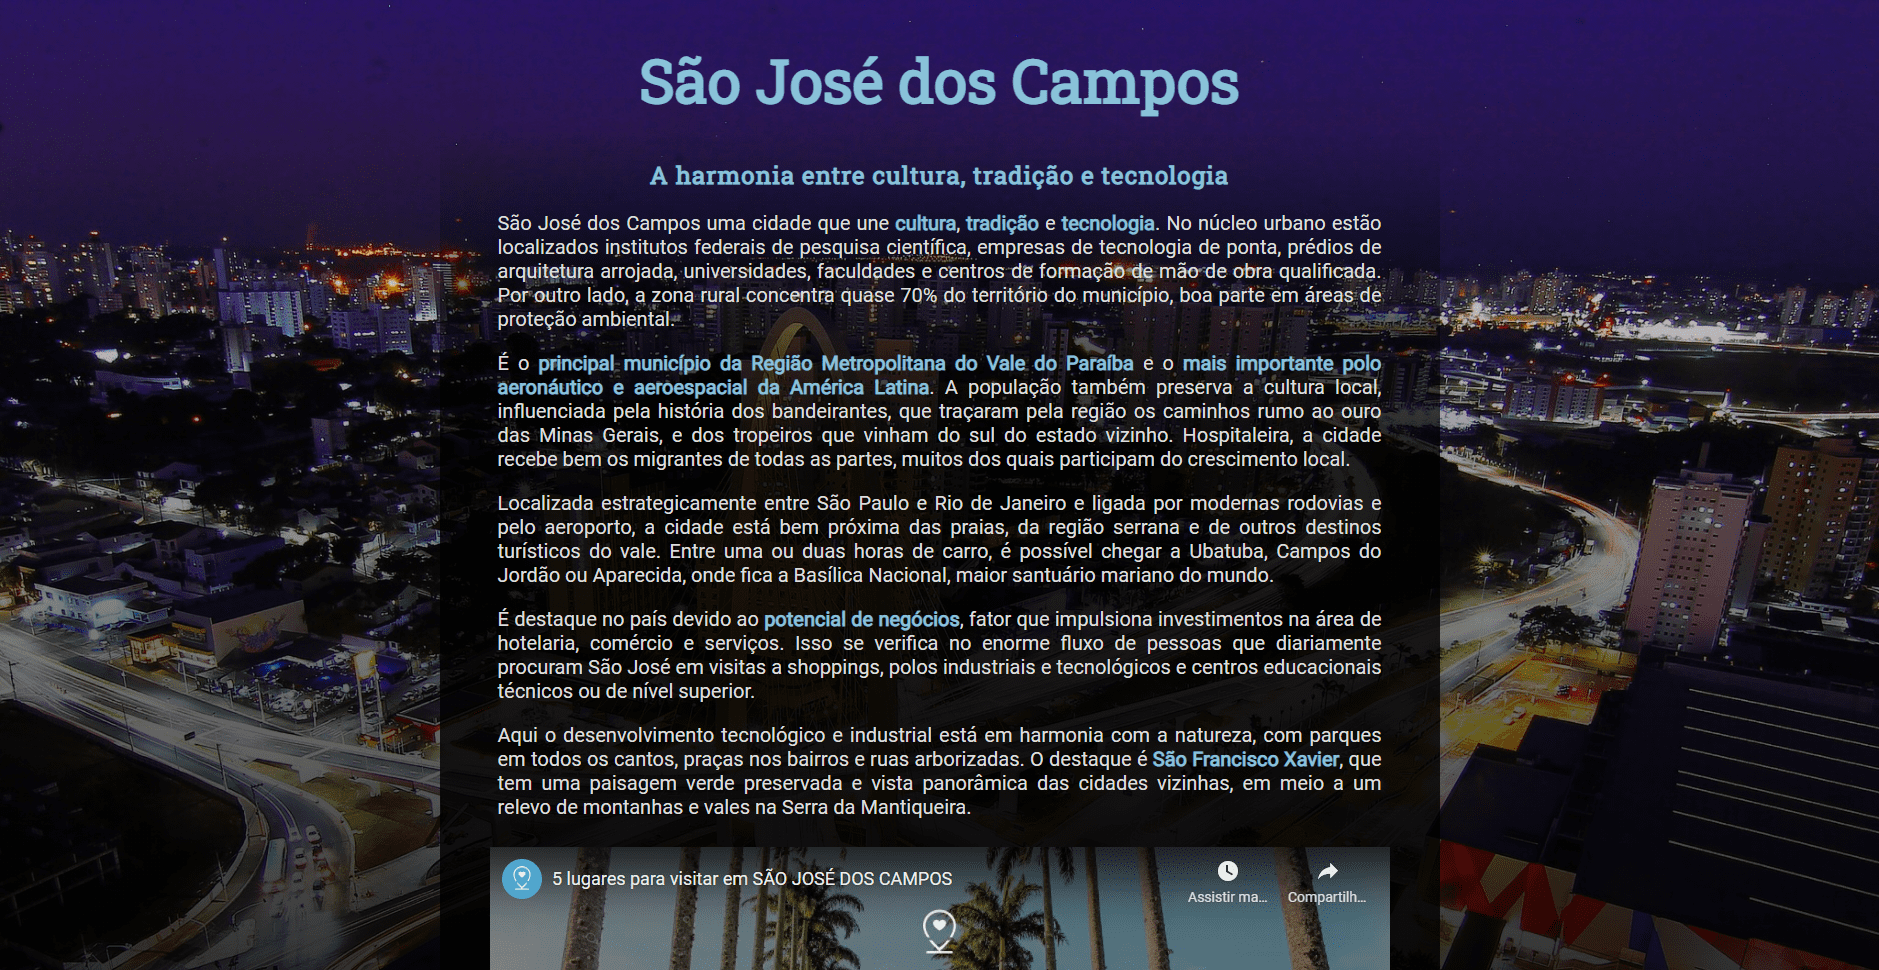 São José dos Campos
A harmonia entre cultura, tradição e tecnologia
São José dos Campos uma cidade que une cultura, tradição e tecnologia. No núcleo urbano estão
localizados institutos federais de pesquisa científica, empresas de tecnologia de ponta, prédios de
arquitetura arrojada, universidades, faculdades e centros de formação de mão de obra qualificada.
Por outro lado, a zona rural concentra quase 70% do território do município, boa parte em áreas de
proteção ambiental.
É o principal município da Região Metropolitana do Vale do Paraíba e o mais importante polo
aeronáutico e aeroespacial da América Latina. A população também preserva a cultura local,
influenciada pela história dos bandeirantes, que traçaram pela região os caminhos rumo ao ouro
das Minas Gerais, e dos tropeiros que vinham do sul do estado vizinho. Hospitaleira, a cidade
recebe bem os migrantes de todas as partes, muitos dos quais participam do crescimento local.
Localizada estrategicamente entre São Paulo e Rio de Janeiro e ligada por modernas rodovias e
pelo aeroporto, a cidade está bem próxima das praias, da região serrana e de outros destinos
turísticos do vale. Entre uma ou duas horas de carro, é possível chegar a Ubatuba, Campos do
Jordão ou Aparecida, onde fica a Basílica Nacional, maior santuário mariano do mundo.
É destaque no país devido ao potencial de negócios, fator que impulsiona investimentos na área de
hotelaria, comércio e serviços. Isso se verifica no enorme fluxo de pessoas que diariamente
procuram São José em visitas a shoppings, polos industriais e tecnológicos e centros educacionais
técnicos ou de nível superior.
Aqui o desenvolvimento tecnológico e industrial está em harmonia com a natureza, com parques
em todos os cantos, praças nos bairros e ruas arborizadas. O destaque é São Francisco Xavier, que
tem uma paisagem verde preservada e vista panorâmica das cidades vizinhas, em meio a um
relevo de montanhas e vales na Serra da Mantiqueira.
5 lugares para visitar em SÃO JOSÉ DOS CAMPOS
Assistir ma...
Compartilh...